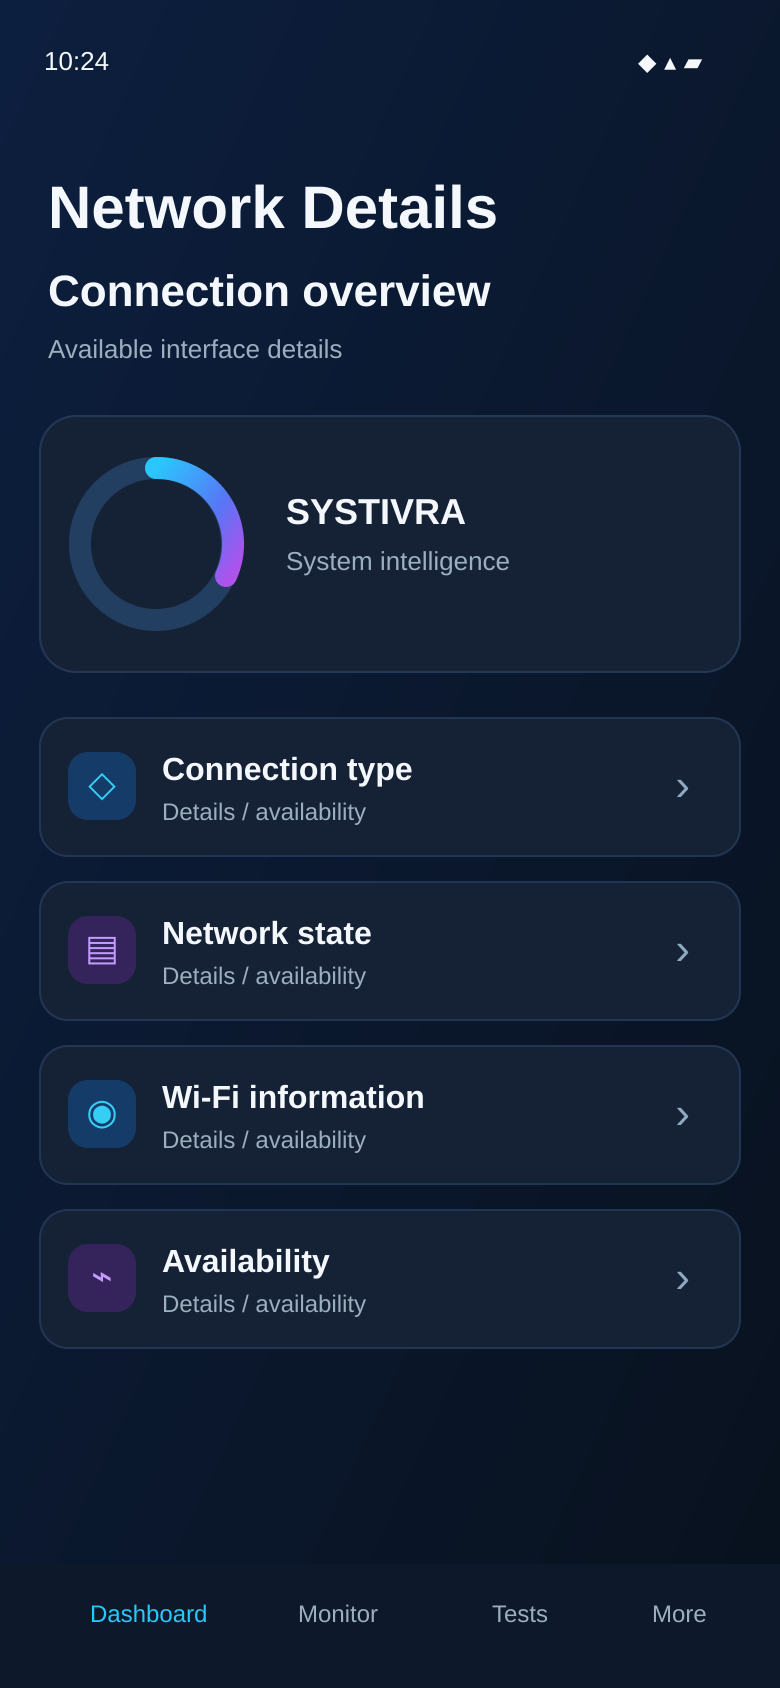 10:24
Network Details
Connection overview
Available interface details
SYSTIVRA
System intelligence
Connection type
Details / availability
Network state
Details / availability
Wi-Fi information
Details / availability
Availability
Details / availability
Dashboard Monitor Tests More